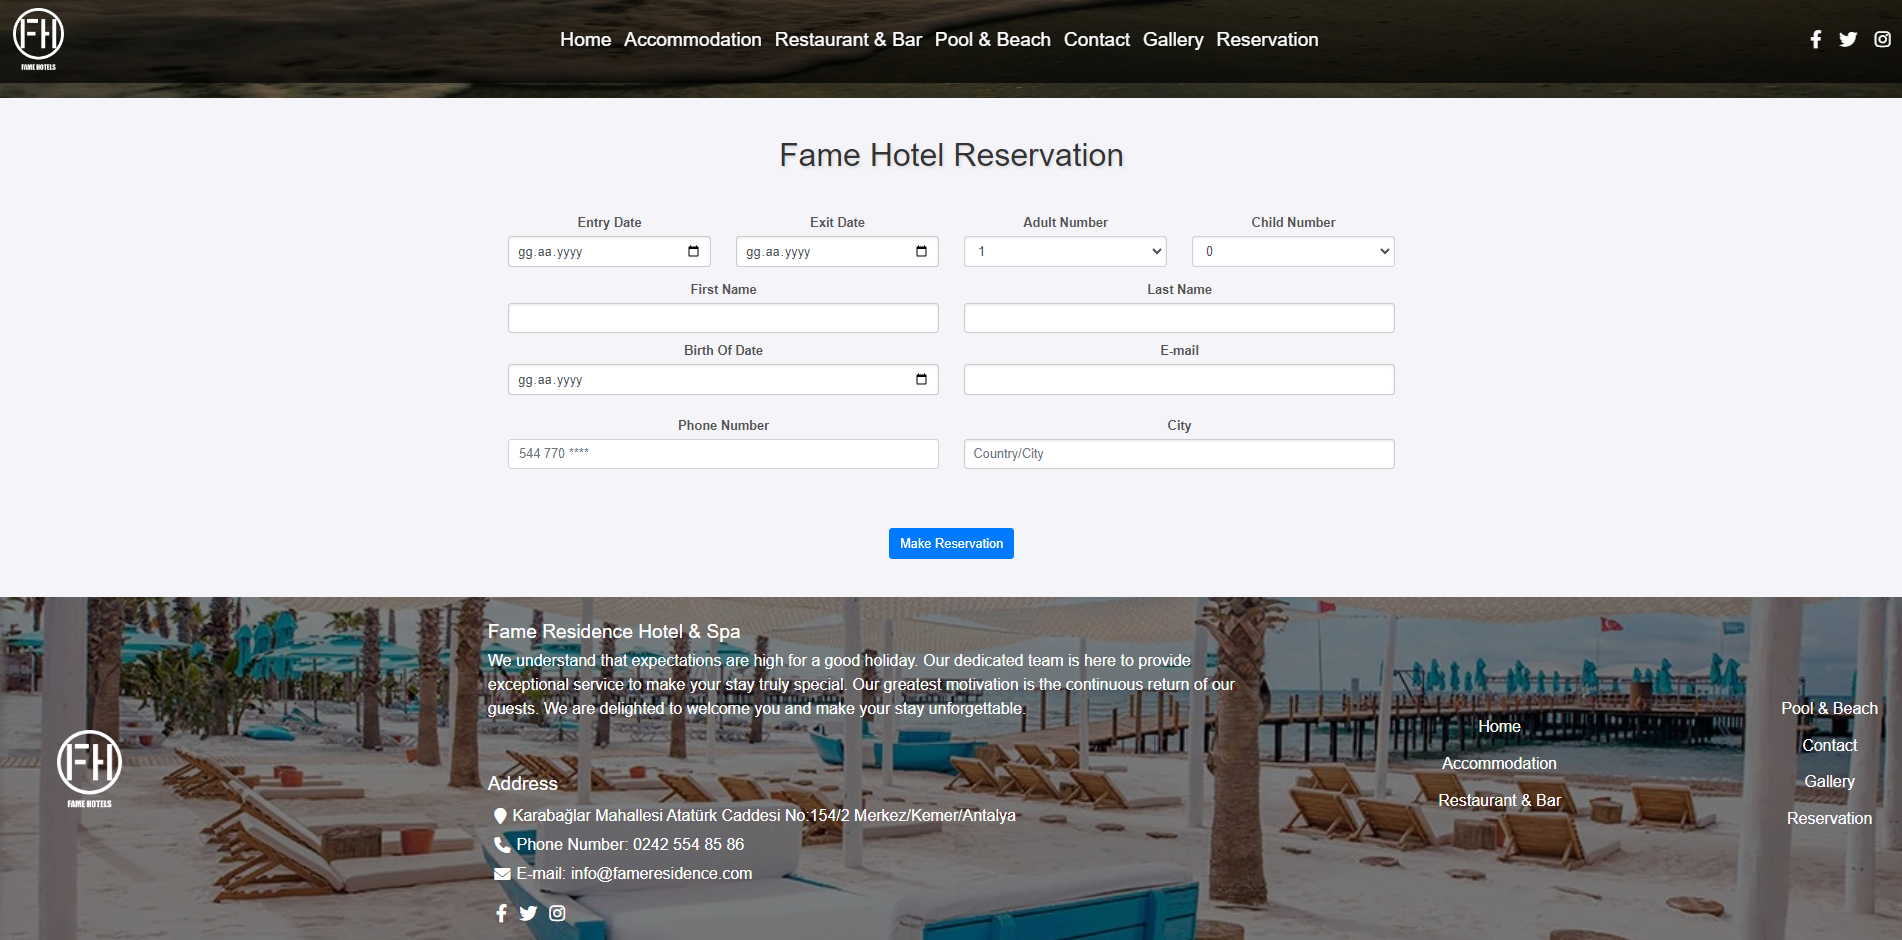 FH
FAME HOTELS
Home Accommodation Restaurant & Bar Pool & Beach Contact Gallery Reservation
Fame Hotel Reservation
Entry Date Exit Date Adult Number Child Number
gg.aa.yyyy gg.aa.yyyy 1 0
First Name Last Name
Birth Of Date E-mail
gg.aa.yyyy
Phone Number City
544 770 **** Country/City
Make Reservation
FH
FAME HOTELS
Fame Residence Hotel & Spa
We understand that expectations are high for a good holiday. Our dedicated team is here to provide
exceptional service to make your stay truly special. Our greatest motivation is the continuous return of our
guests. We are delighted to welcome you and make your stay unforgettable.
Address
Karabağlar Mahallesi Atatürk Caddesi No:154/2 Merkez/Kemer/Antalya
Phone Number: 0242 554 85 86
E-mail: info@fameresidence.com
Home
Accommodation
Restaurant & Bar
Pool & Beach
Contact
Gallery
Reservation